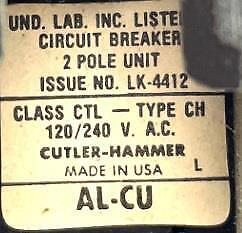 UND. LAB. INC. LISTE
CIRCUIT BREAKER
2 POLE UNIT
ISSUE NO. LK-4412
CLASS CTL — TYPE CH
120/240 V. A.C.
CUTLER-HAMMER
MADE IN USA L
AL-CU